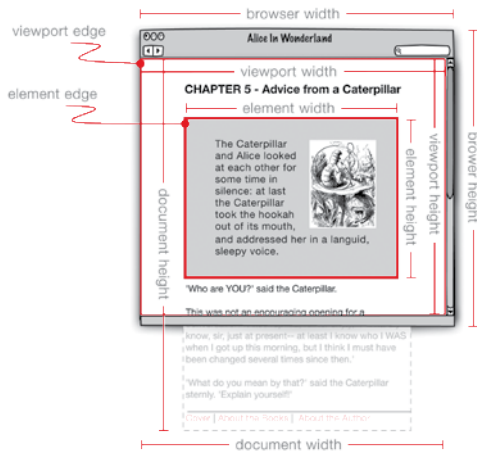 browser width
viewport edge
Alice In Wonderland
viewport width
CHAPTER 5 - Advice from a Caterpillar
element edge
element width
The Caterpillar
and Alice looked
at each other for
some time in
silence: at last
the Caterpillar
took the hookah
out of its mouth,
and addressed her in a languid,
sleepy voice.
element height
viewport height
brower height
document height
'Who are YOU?' said the Caterpillar.
This was not an encouraging opening for a
know, sir, just at present— at least I know who I WAS
when I got up this morning, but I think I must have
been changed several times since then.'
'What do you mean by that?' said the Caterpillar
sternly. 'Explain yourself!'
Cover | About the Books | About the Author
document width